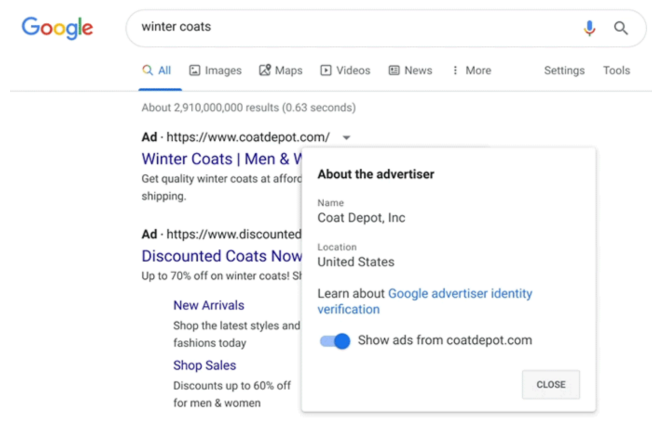 Google
winter coats
All Images Maps Videos News More Settings Tools
About 2,910,000,000 results (0.63 seconds)
Ad · https://www.coatdepot.com/
Winter Coats | Men &
Get quality winter coats at
shipping.
Ad · https://www.discounted
Discounted Coats Now
Up to 70% off on winter coats!
New Arrivals
Shop the latest styles and
fashions today
Shop Sales
Discounts up to 60% off
for men & women
About the advertiser
Name
Coat Depot, Inc
Location
United States
Learn about Google advertiser identity
verification
Show ads from coatdepot.com
CLOSE